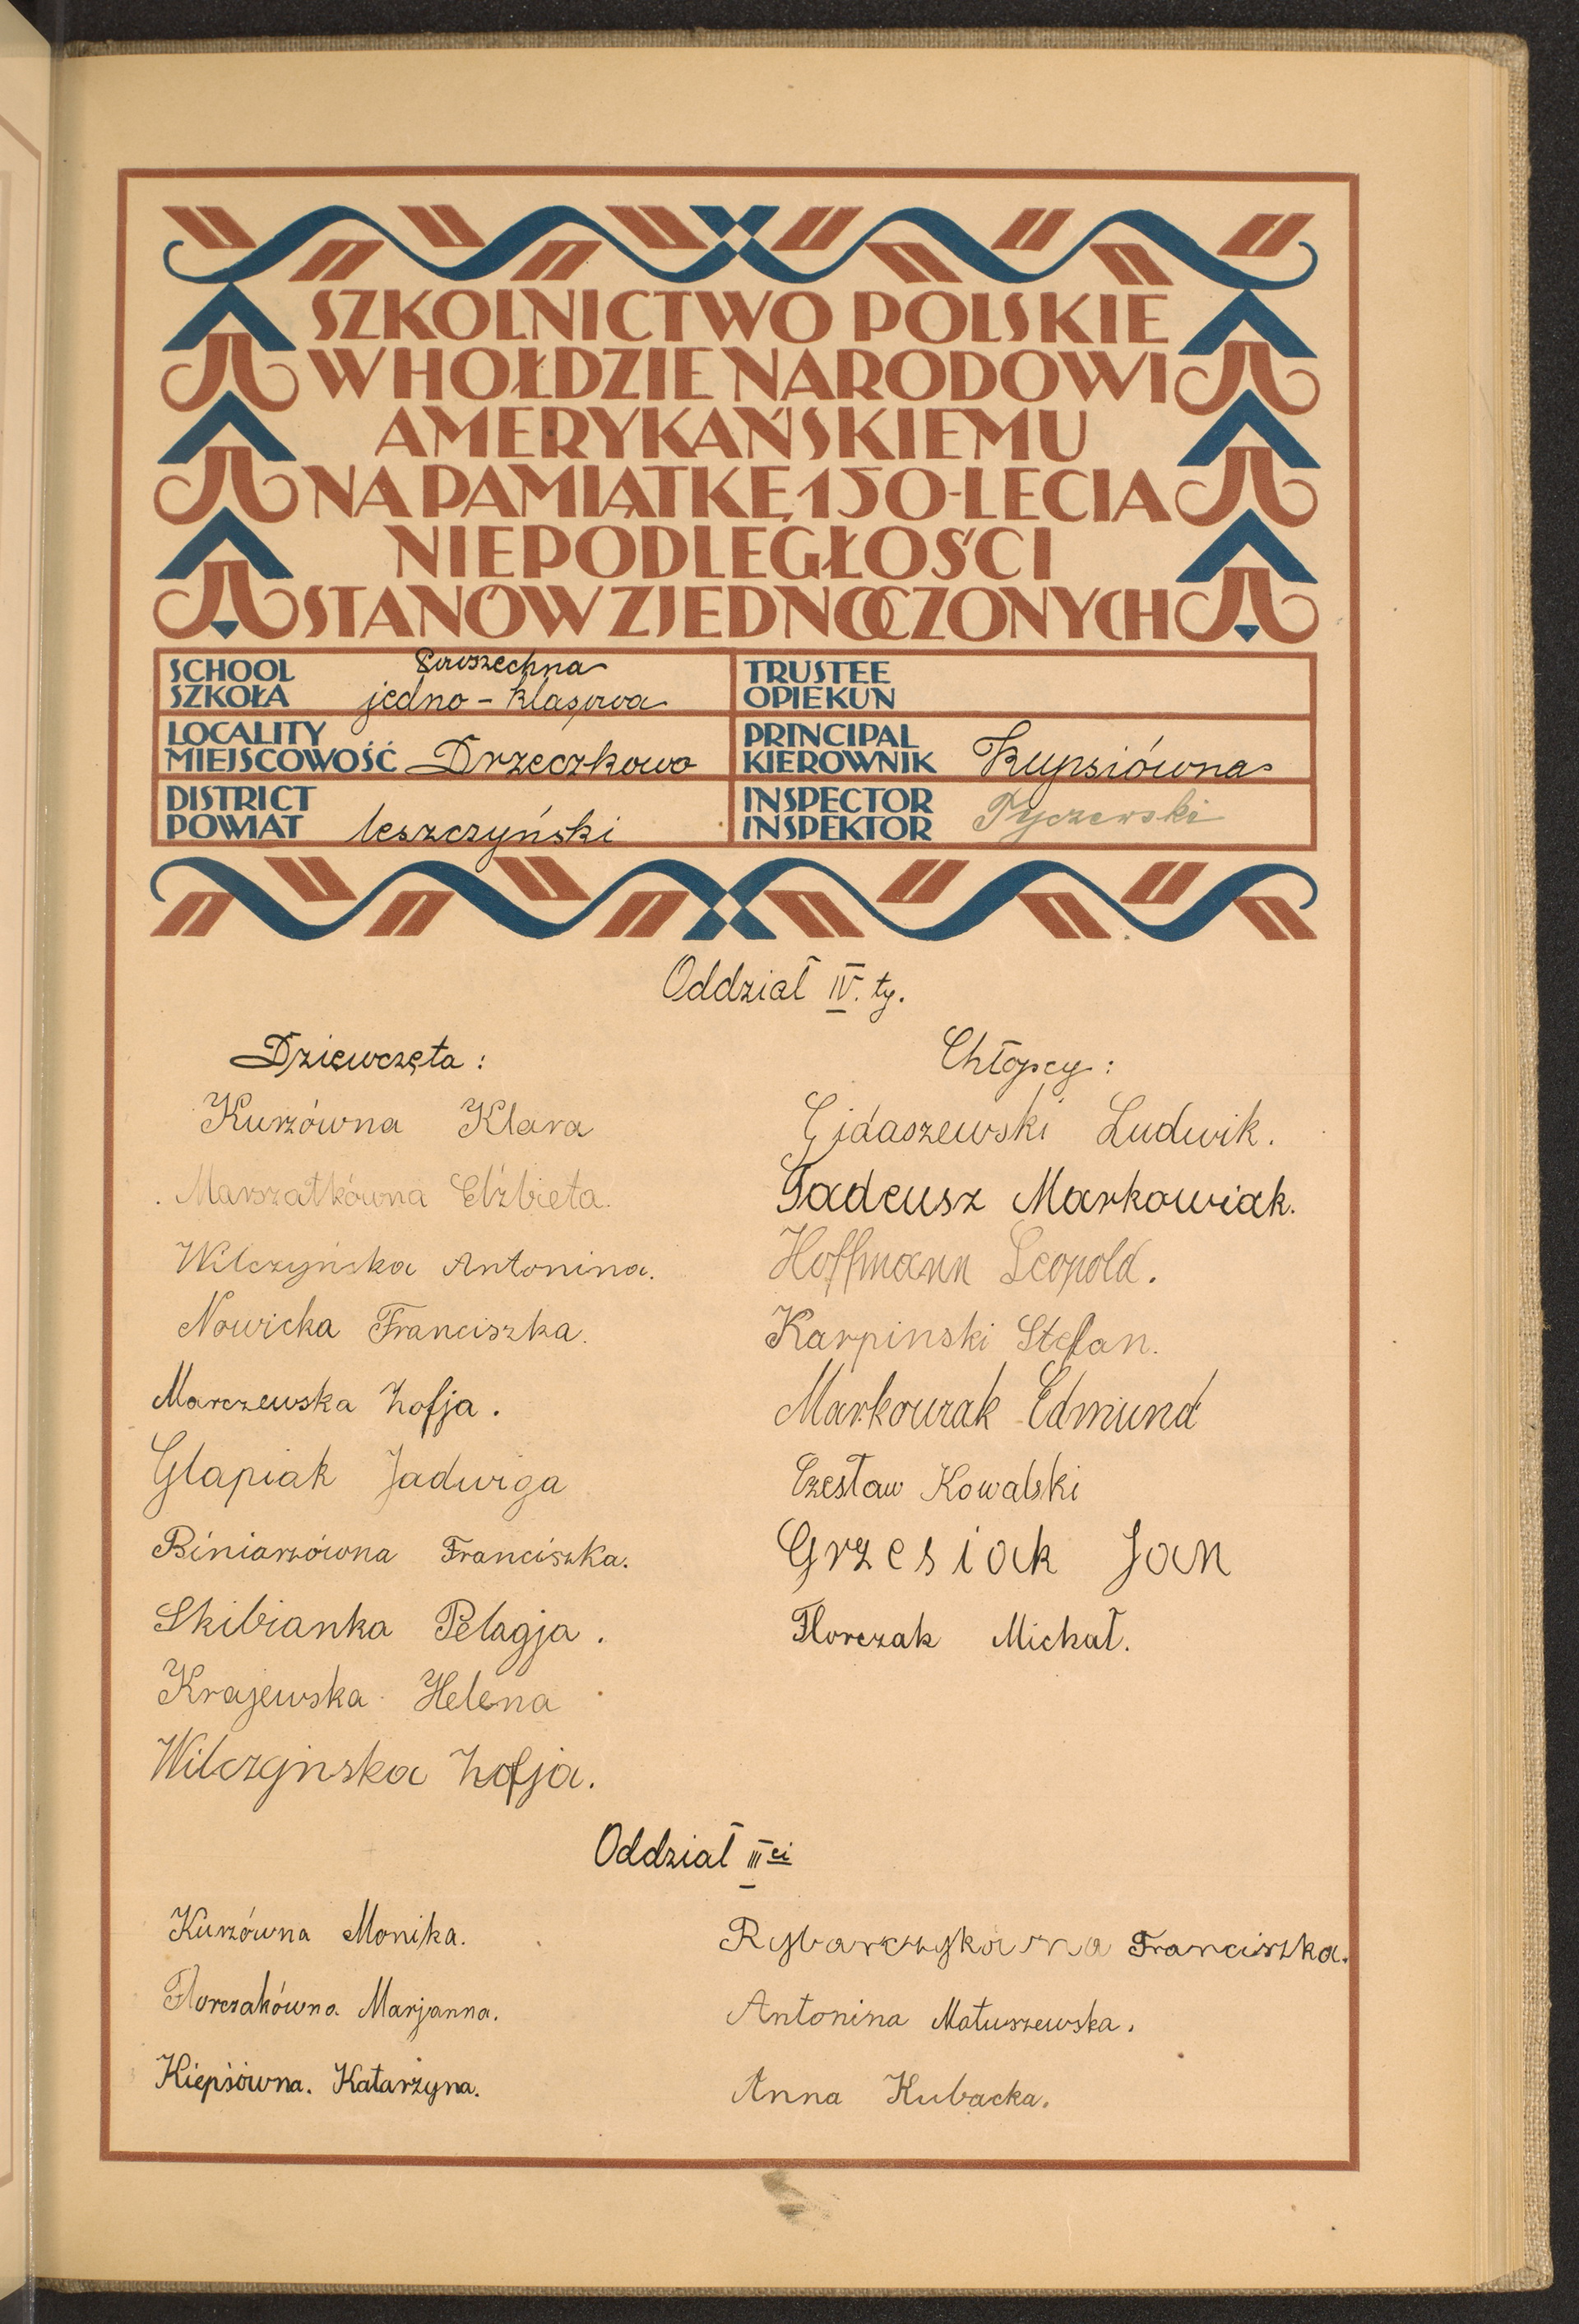 SZKOLNICTWO POLSKIE
W HOŁDZIE NARODOWI
AMERYKAŃSKIEMU
NA PAMIĄTKĘ 150-LECIA
NIEPODLEGŁOŚCI
STANÓW ZJEDNOCZONYCH
SCHOOL
SZKOŁA
Powszechna
jedno-klasowa
TRUSTEE
OPIEKUN
LOCALITY
MIEJSCOWOŚĆ Drzeczkowo
PRINCIPAL
KIEROWNIK Kupsiówna
DISTRICT
POWIAT leszczyński
INSPECTOR
INSPEKTOR Tyczewski
Oddział IV. ty.
Dziewczęta:
Kurzówna Klara
Marszałkówna Elżbieta.
Wilczyńska Antonina.
Nowicka Franciszka.
Marczewska Zofja.
Glapiak Jadwiga
Biniarzówna Franciszka.
Skibianka Pelagja.
Krajewska Helena
Wilczyńska Zofja.
Chłopcy:
Gidaszewski Ludwik.
Tadeusz Markowiak.
Hoffmann Leopold.
Karpinski Stefan.
Markowiak Edmund
Czesław Kowalski
Grzesiak Jan
Florczak Michał.
Oddział III ci
Kurzówna Monika.
Florczakówna Marjanna.
Kiepsówna. Katarzyna.
Rybarczykówna Franciszka.
Antonina Matuszewska.
Anna Kubacka.